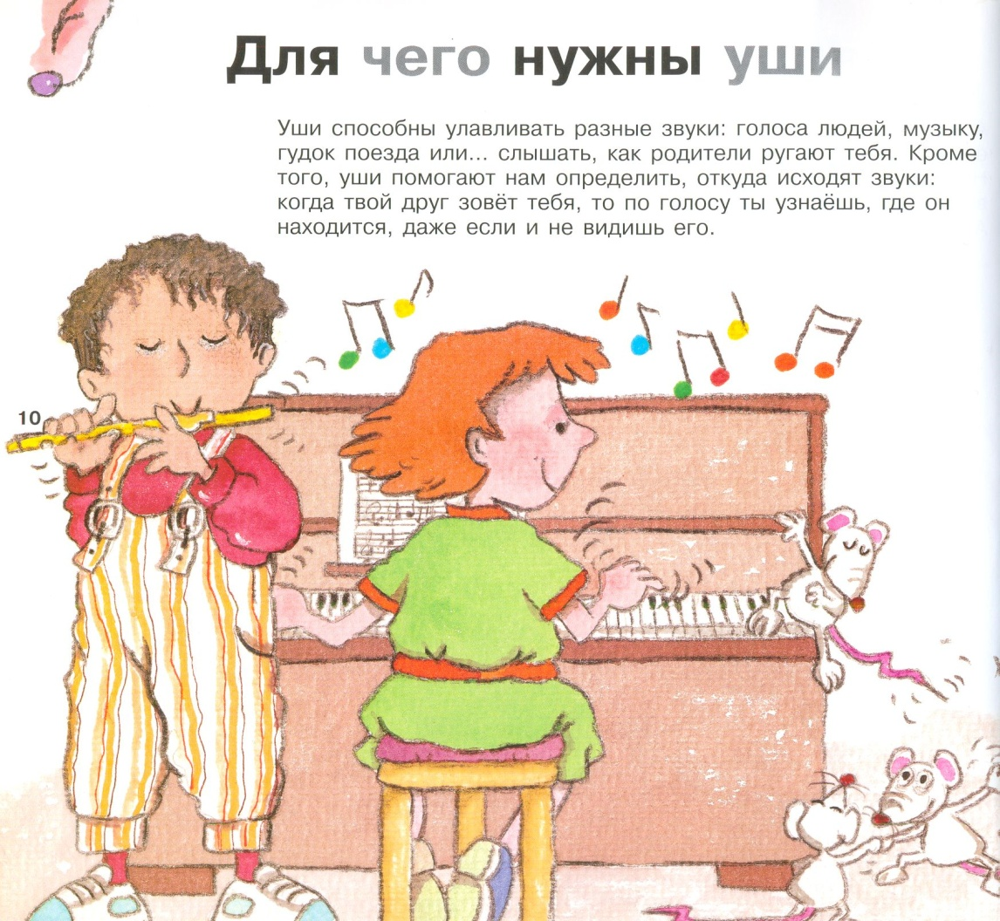 Для чего нужны уши
Уши способны улавливать разные звуки: голоса людей, музыку,
гудок поезда или... слышать, как родители ругают тебя. Кроме
того, уши помогают нам определить, откуда исходят звуки:
когда твой друг зовёт тебя, то по голосу ты узнаёшь, где он
находится, даже если и не видишь его.
10